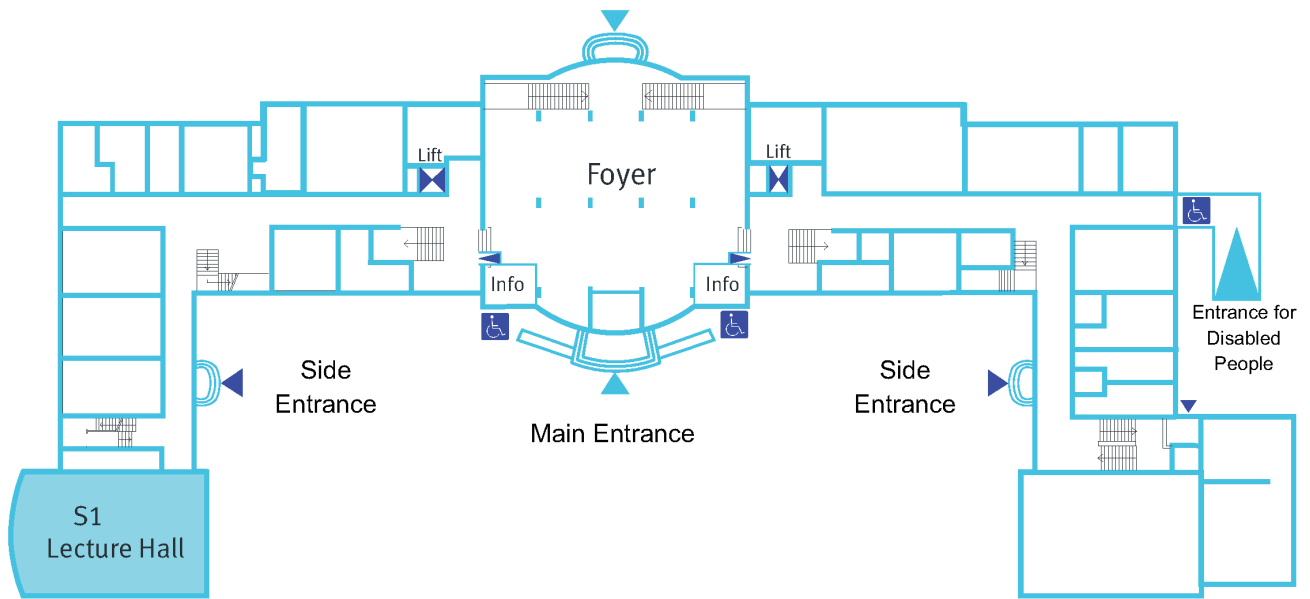 Lift
Lift
Foyer
Info
Info
Entrance for
Disabled
People
Side
Entrance
Side
Entrance
Main Entrance
S1
Lecture Hall